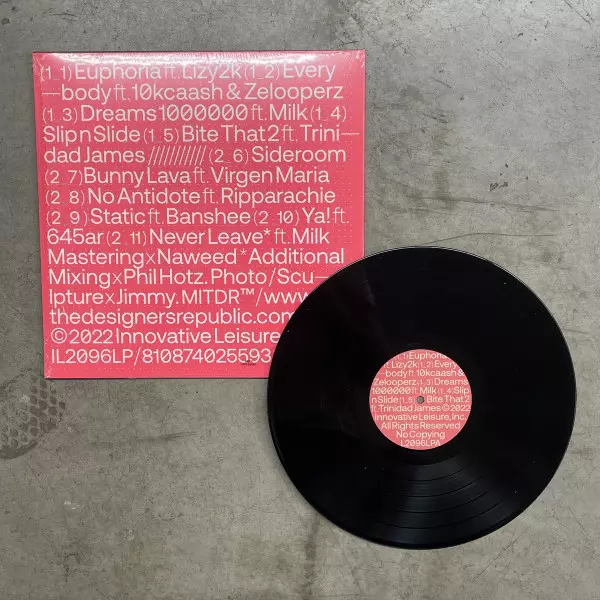 (1_1) Euphoria ft. Lizy2k (1_2) Every
—body ft. 10kcaash & Zelooperz
(1_3) Dreams 1000000 ft. Milk (1_4)
Slip n Slide (1_5) Bite That 2 ft. Trini—
dad James ////////////// (2_6) Sideroom
(2_7) Bunny Lava ft. Virgen Maria
(2_8) No Antidote ft. Ripparachie
(2_9) Static ft. Banshee (2_10) Ya! ft.
645ar (2_11) Never Leave* ft. Milk
Mastering×Naweed *Additional
Mixing×Phil Hotz. Photo/Scu—
lpture×Jimmy. MITDR™/www.
thedesignersrepublic.com
©2022 Innovative Leisure,
IL2096LP/810874025593
(1_1) Euphoria
ft. Lizy2k (1_2) Every
—body ft. 10kcaash &
Zelooperz (1_3) Dreams
1000000 ft. Milk (1_4) Slip
n Slide (1_5) Bite That 2
ft. Trinidad James ©2022
Innovative Leisure, Inc.
All Rights Reserved
No Copying
IL2096LPA